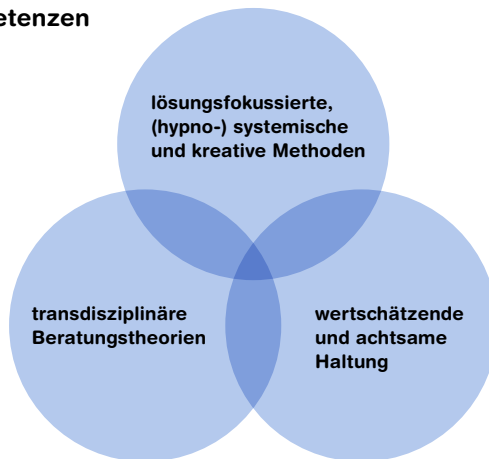 etenzen
lösungsfokussierte,
(hypno-) systemische
und kreative Methoden
transdisziplinäre
Beratungstheorien
wertschätzende
und achtsame
Haltung